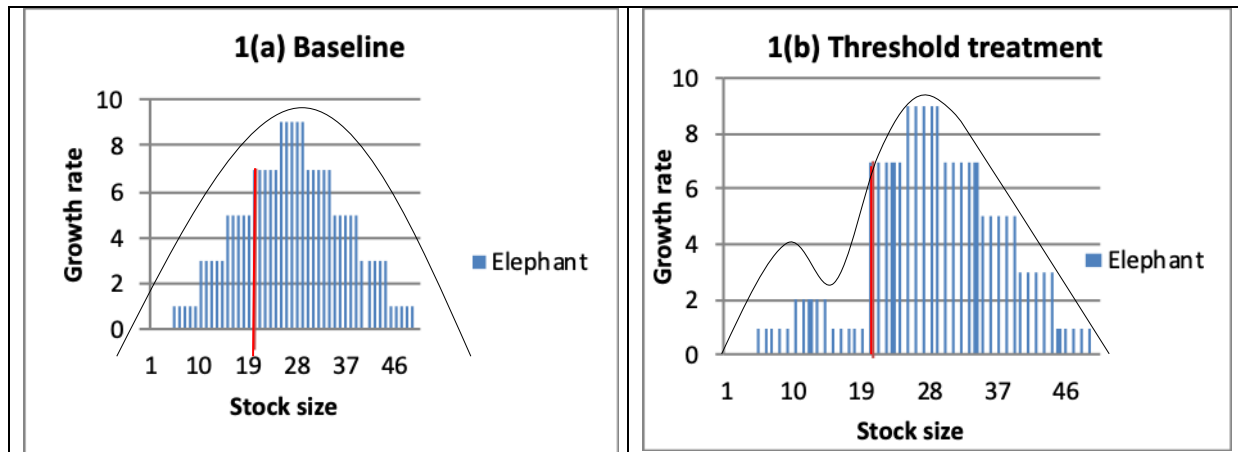 1(a) Baseline
10
8
6
4
2
0
Growth rate
1 10 19 28 37 46
Stock size
Elephant
1(b) Threshold treatment
10
8
6
4
2
0
Growth rate
1 10 19 28 37 46
Stock size
Elephant